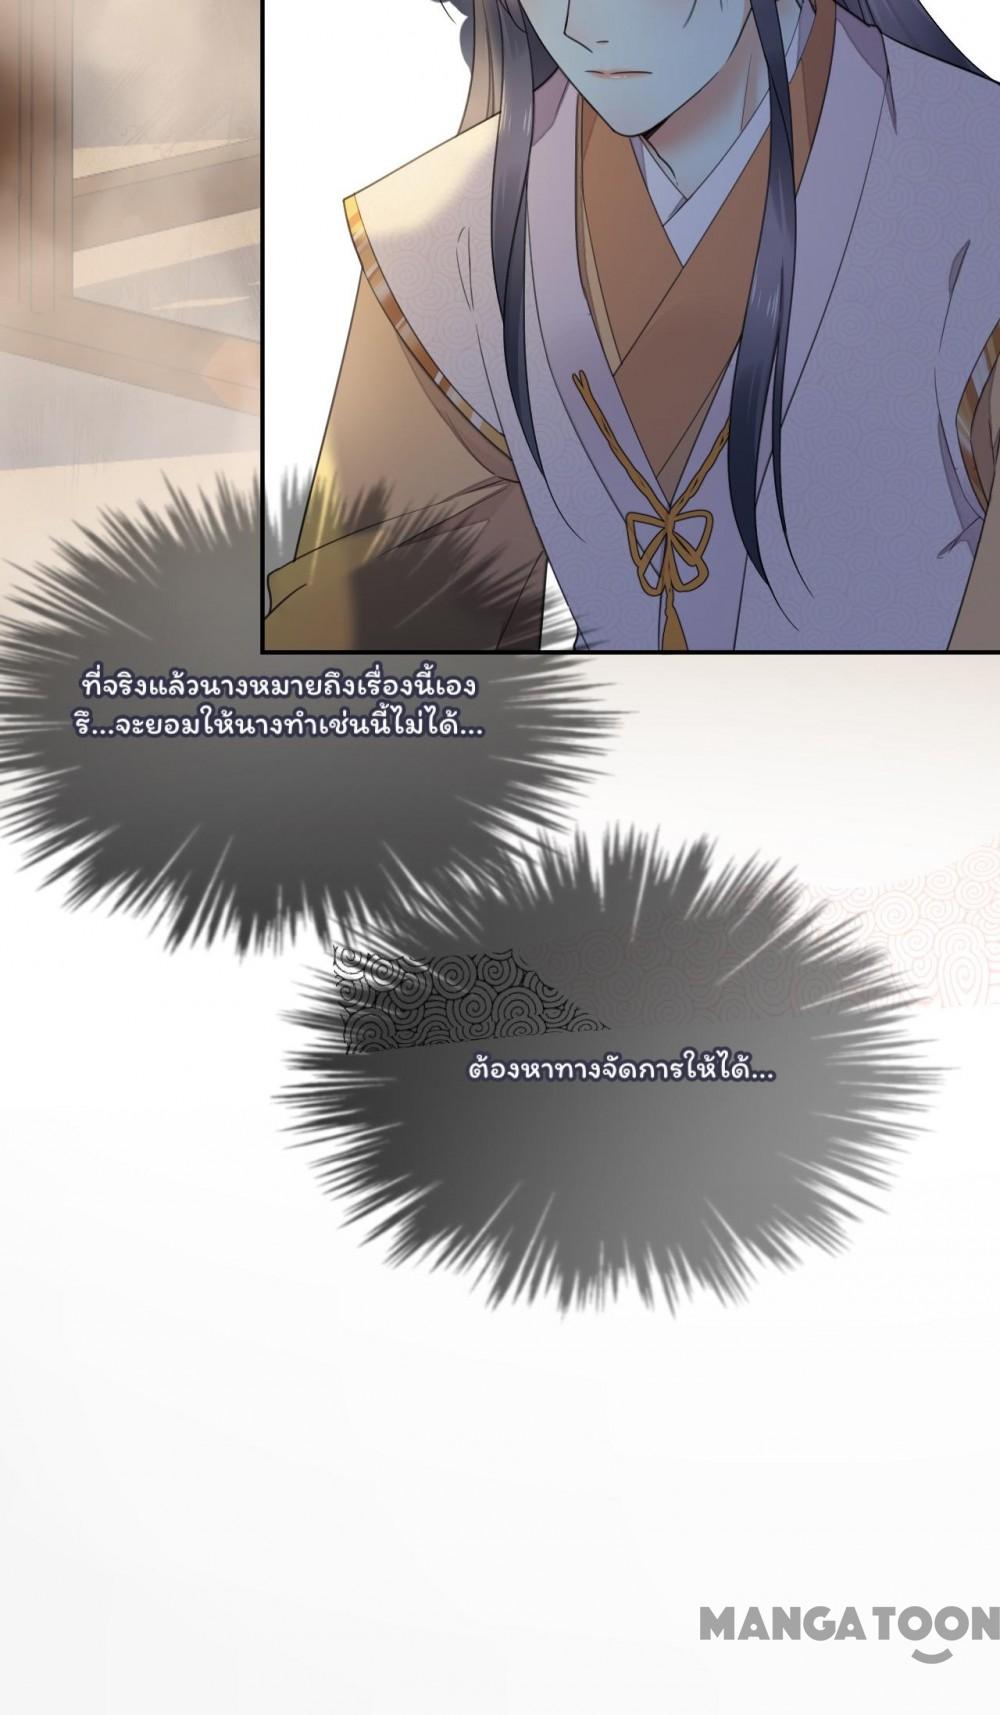 ที่จริงแล้วนางหมายถึงเรื่องนี้เอง
รึ...จะยอมให้นางทำเช่นนี้ไม่ได้...
ต้องหาทางจัดการให้ได้...
MANGATOON